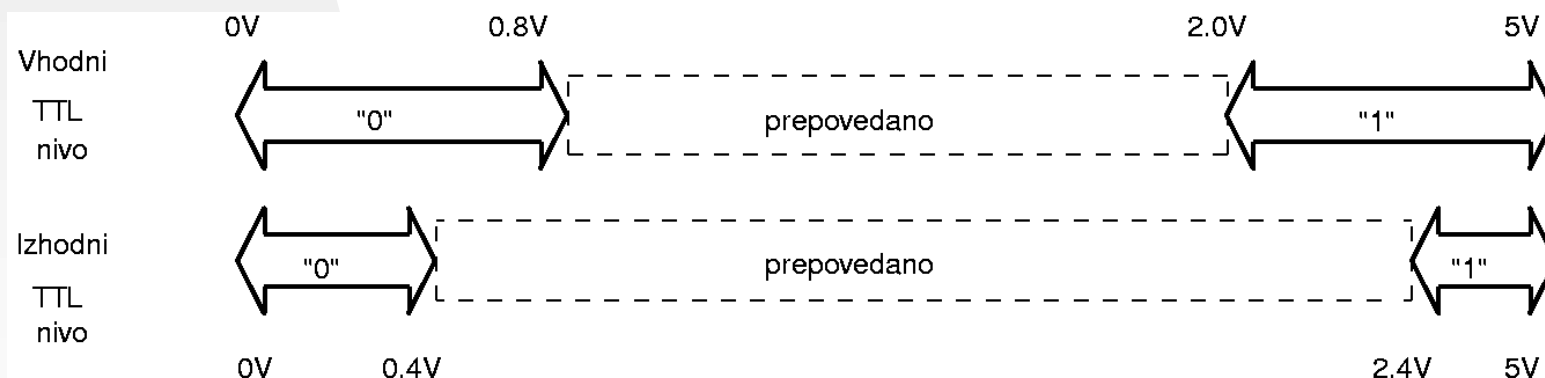 0V 0.8V 2.0V 5V
Vhodni
TTL
nivo
"0" prepovedano "1"
Izhodni
TTL
nivo
"0" prepovedano "1"
0V 0.4V 2.4V 5V